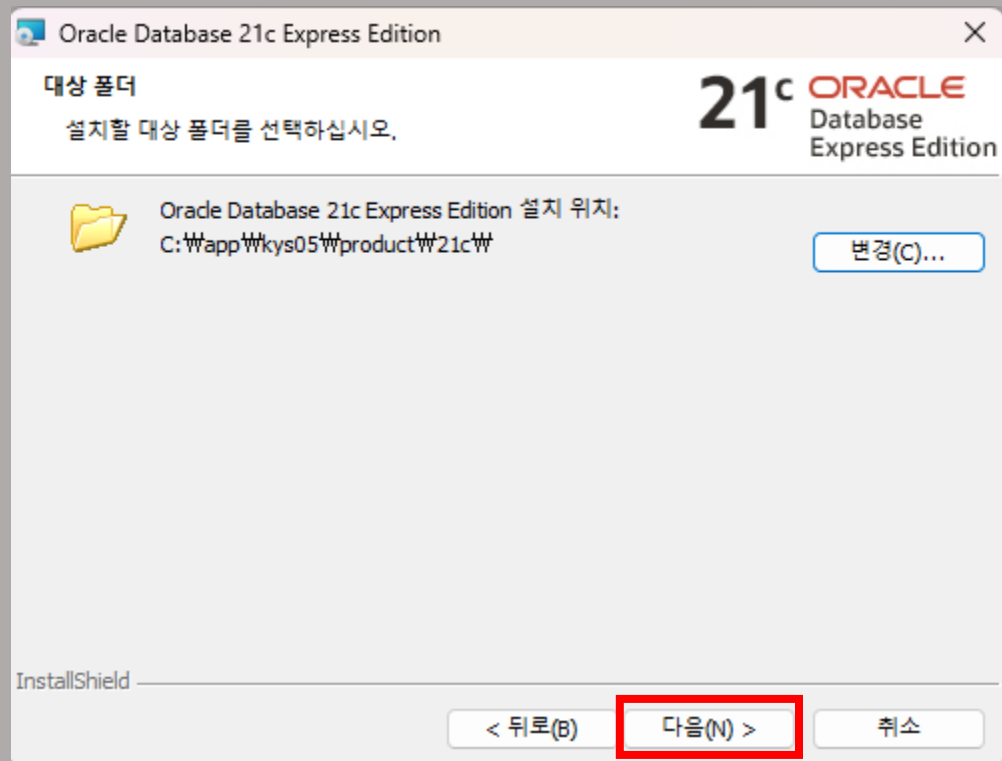 Oracle Database 21c Express Edition
대상 폴더
설치할 대상 폴더를 선택하십시오.
21c ORACLE
Database
Express Edition
Oracle Database 21c Express Edition 설치 위치:
C:₩app₩kys05₩product₩21c₩
변경(C)...
InstallShield
< 뒤로(B)
다음(N) >
취소